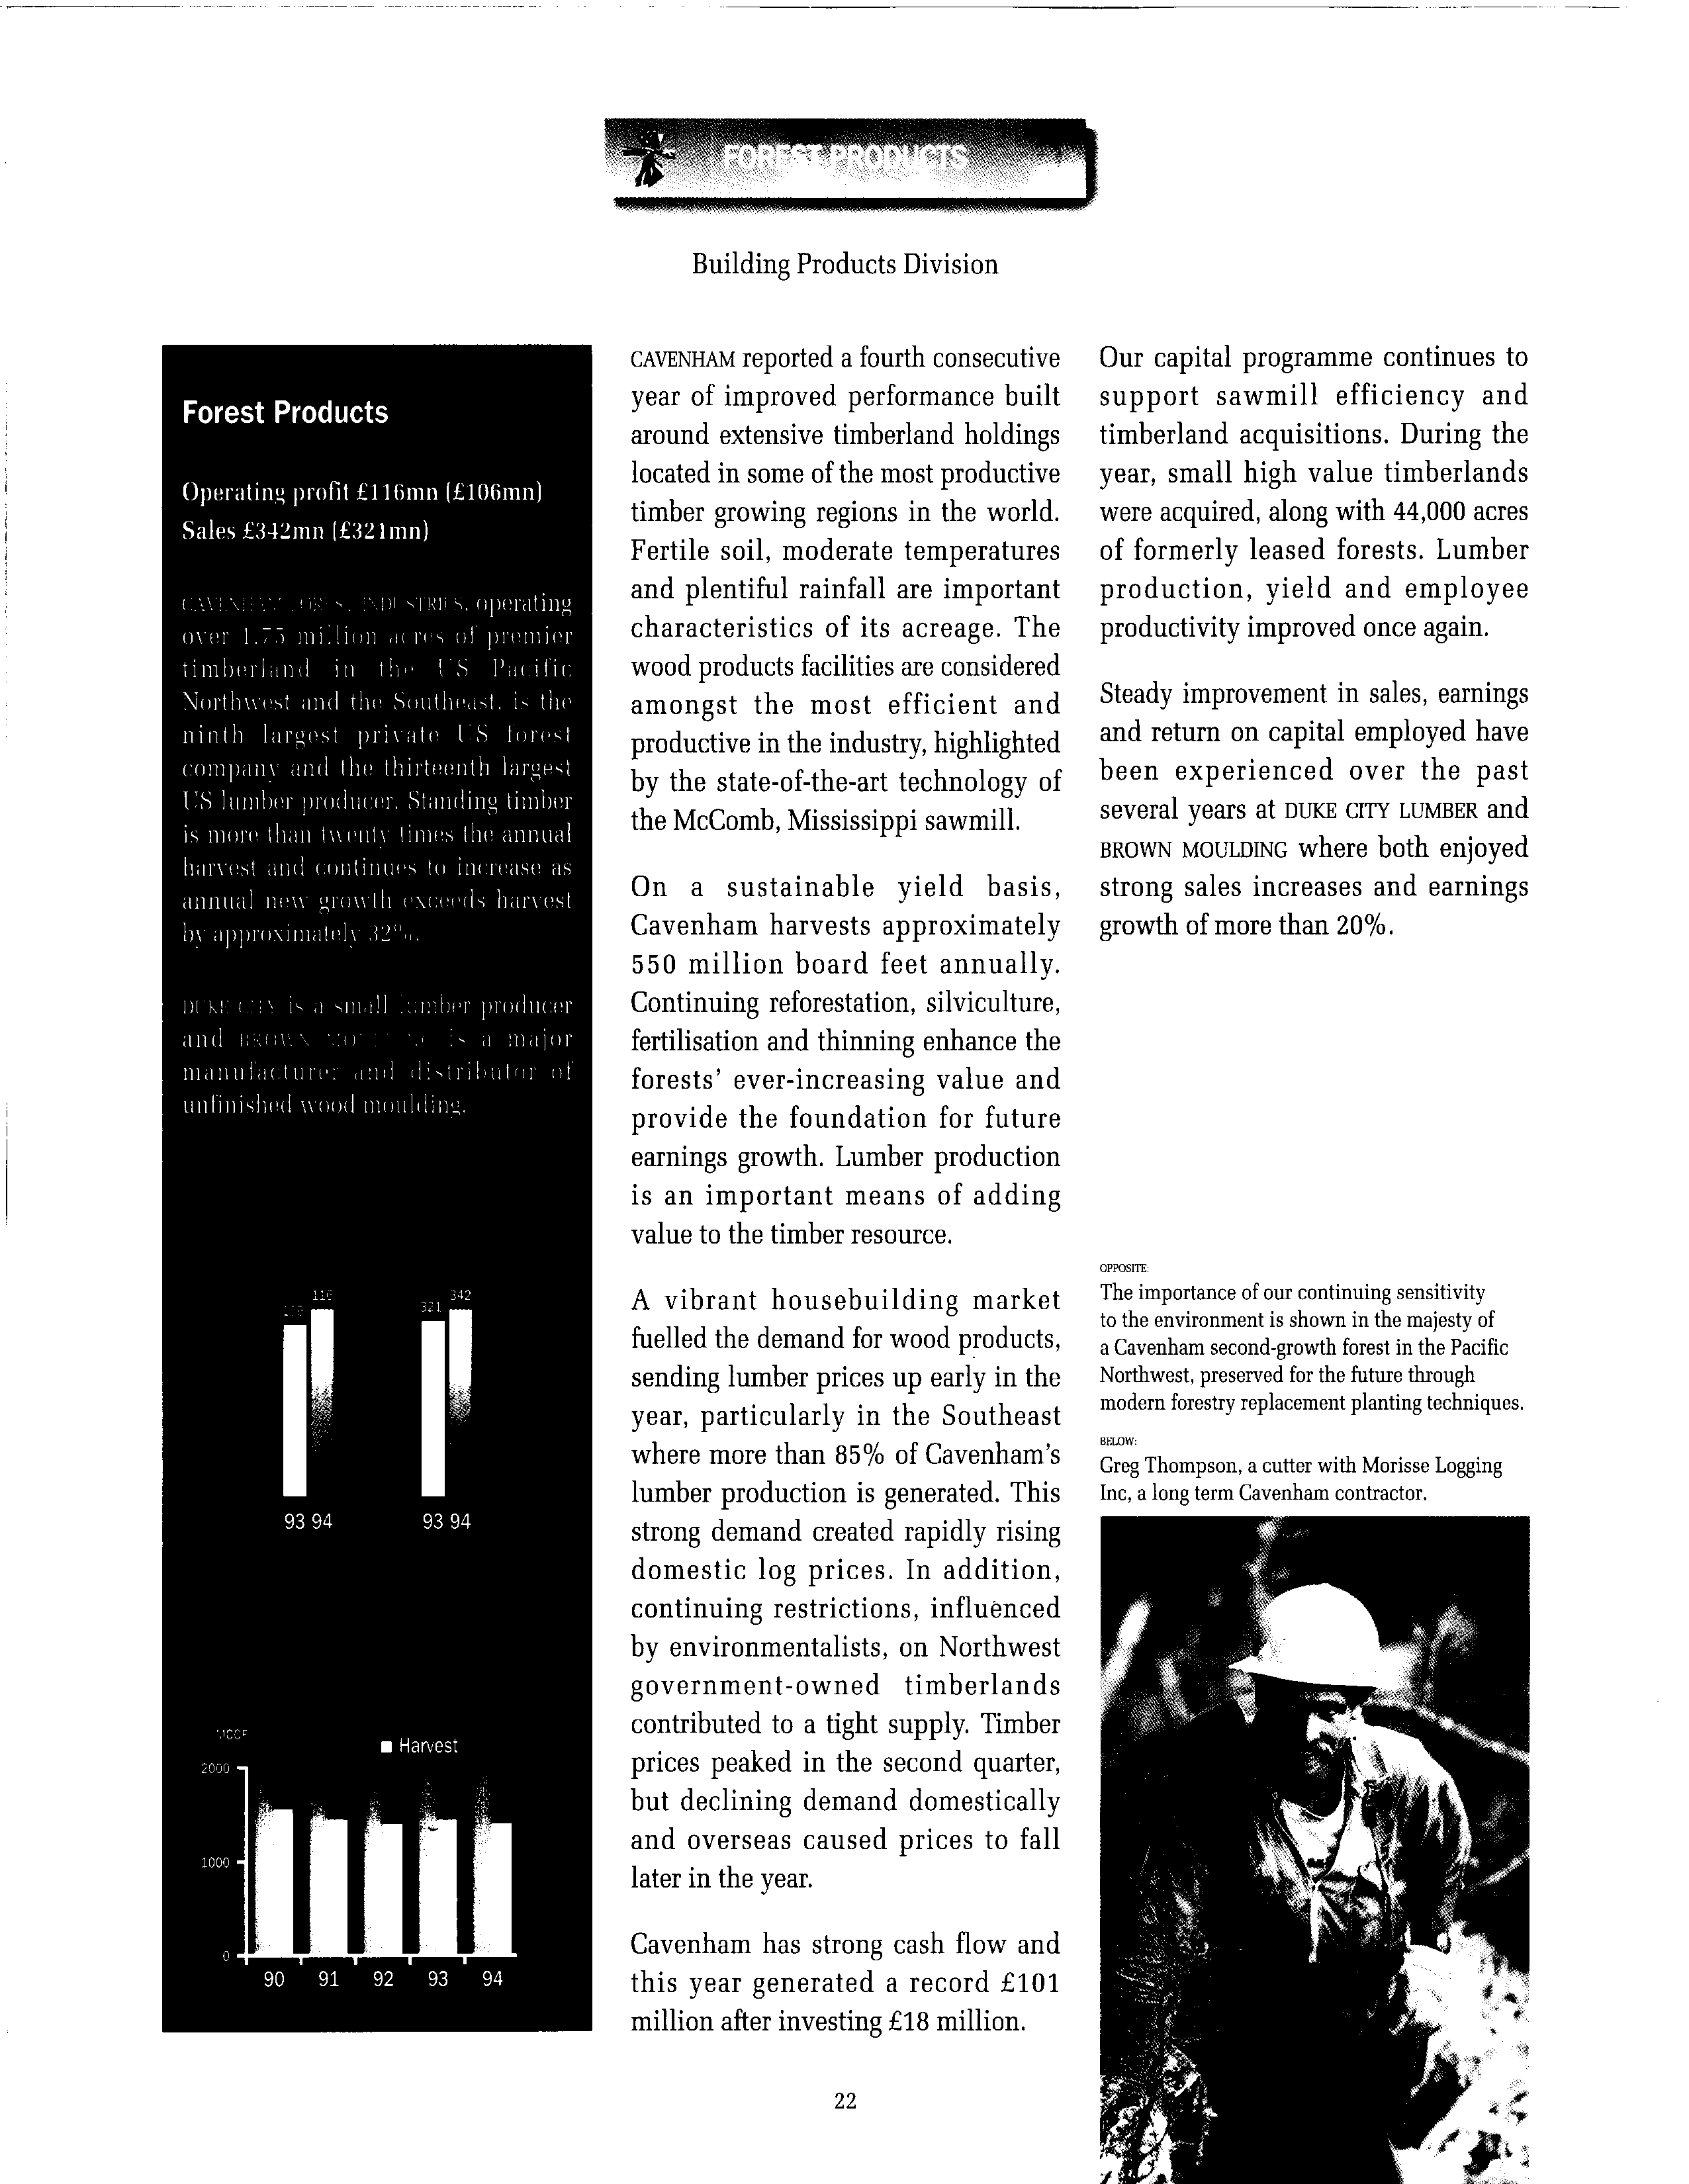 FOREST PRODUCTS
Building Products Division
Forest Products
Operating profit £116mn (£106mn)
Sales £342mn (£321mn)
INDUSTRIES, operating
over 1.75 million acres of premier
timberland in the US Pacific
Northwest and the Southeast, is the
ninth largest private US forest
company and the thirteenth largest
US lumber producer. Standing timber
is more than twenty times the annual
harvest and continues to increase as
annual new growth exceeds harvest
by approximately 32%.
DUKE CITY is a small lumber producer
and BROWN MOULDING is a major
manufacturer and distributor of
unfinished wood moulding.
116
321 342
93 94 93 94
MCCF
Harvest
2000
1000
0
90 91 92 93 94
CAVENHAM reported a fourth consecutive
year of improved performance built
around extensive timberland holdings
located in some of the most productive
timber growing regions in the world.
Fertile soil, moderate temperatures
and plentiful rainfall are important
characteristics of its acreage. The
wood products facilities are considered
amongst the most efficient and
productive in the industry, highlighted
by the state-of-the-art technology of
the McComb, Mississippi sawmill.
On a sustainable yield basis,
Cavenham harvests approximately
550 million board feet annually.
Continuing reforestation, silviculture,
fertilisation and thinning enhance the
forests' ever-increasing value and
provide the foundation for future
earnings growth. Lumber production
is an important means of adding
value to the timber resource.
A vibrant housebuilding market
fuelled the demand for wood products,
sending lumber prices up early in the
year, particularly in the Southeast
where more than 85% of Cavenham's
lumber production is generated. This
strong demand created rapidly rising
domestic log prices. In addition,
continuing restrictions, influenced
by environmentalists, on Northwest
government-owned timberlands
contributed to a tight supply. Timber
prices peaked in the second quarter,
but declining demand domestically
and overseas caused prices to fall
later in the year.
Cavenham has strong cash flow and
this year generated a record £101
million after investing £18 million.
Our capital programme continues to
support sawmill efficiency and
timberland acquisitions. During the
year, small high value timberlands
were acquired, along with 44,000 acres
of formerly leased forests. Lumber
production, yield and employee
productivity improved once again.
Steady improvement in sales, earnings
and return on capital employed have
been experienced over the past
several years at DUKE CITY LUMBER and
BROWN MOULDING where both enjoyed
strong sales increases and earnings
growth of more than 20%.
OPPOSITE:
The importance of our continuing sensitivity
to the environment is shown in the majesty of
a Cavenham second-growth forest in the Pacific
Northwest, preserved for the future through
modern forestry replacement planting techniques.
BELOW:
Greg Thompson, a cutter with Morisse Logging
Inc, a long term Cavenham contractor.
22